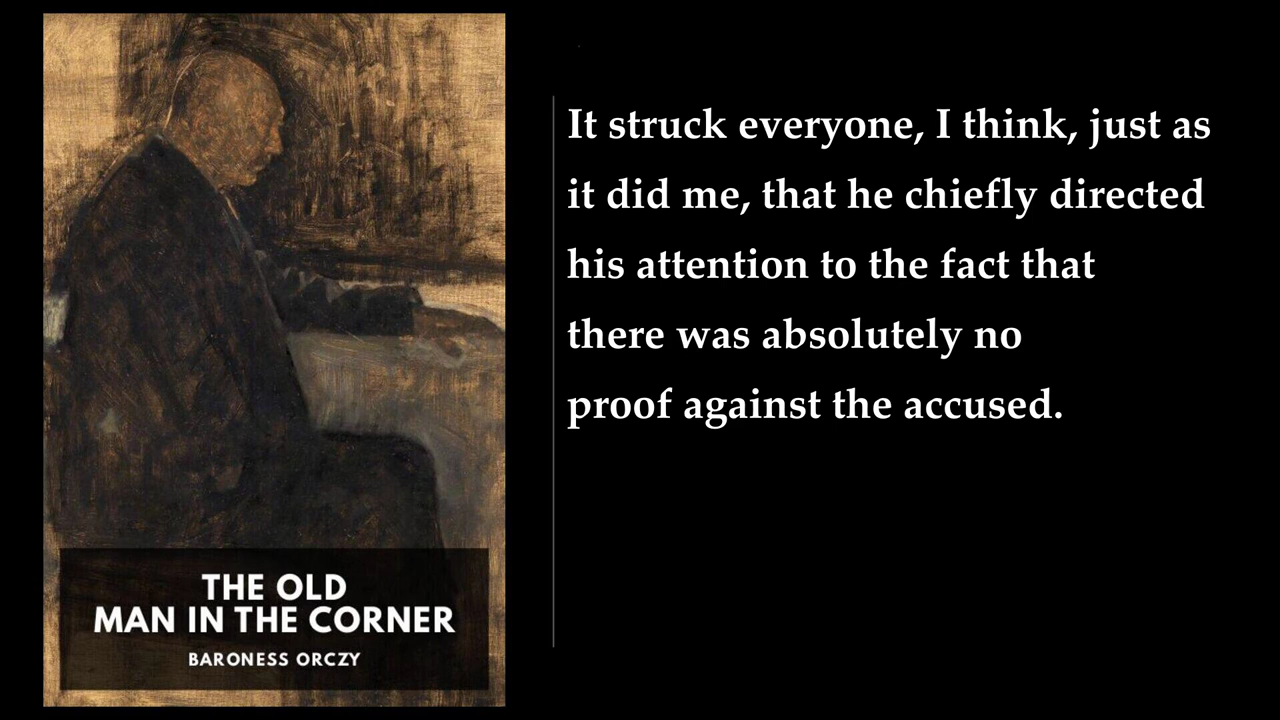 THE OLD
MAN IN THE CORNER
BARONESS ORCZY
It struck everyone, I think, just as
it did me, that he chiefly directed
his attention to the fact that
there was absolutely no
proof against the accused.